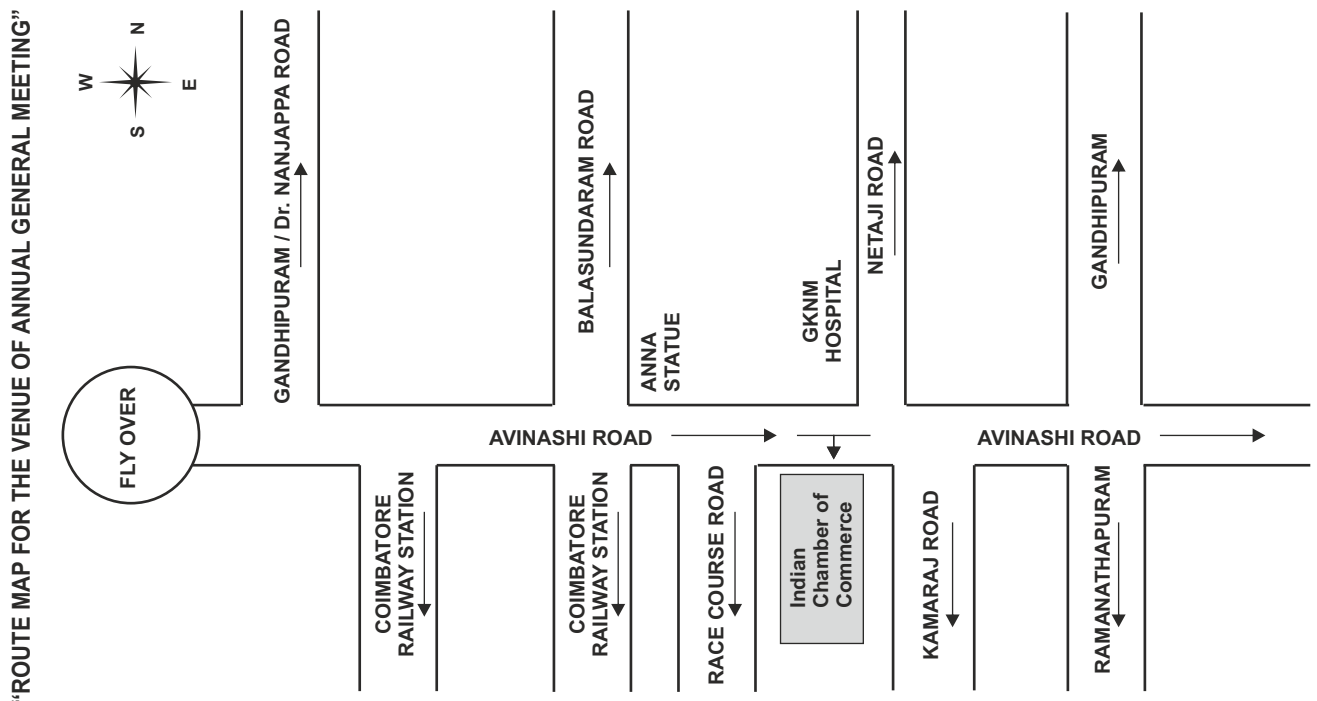 “ROUTE MAP FOR THE VENUE OF ANNUAL GENERAL MEETING”
N
W
E
S
GANDHIPURAM / Dr. NANJAPPA ROAD
BALASUNDARAM ROAD
NETAJI ROAD
GANDHIPURAM
ANNA
STATUE
GKNM
HOSPITAL
FLY OVER
AVINASHI ROAD
AVINASHI ROAD
COIMBATORE
RAILWAY STATION
COIMBATORE
RAILWAY STATION
RACE COURSE ROAD
Indian
Chamber of
Commerce
KAMARAJ ROAD
RAMANATHAPURAM